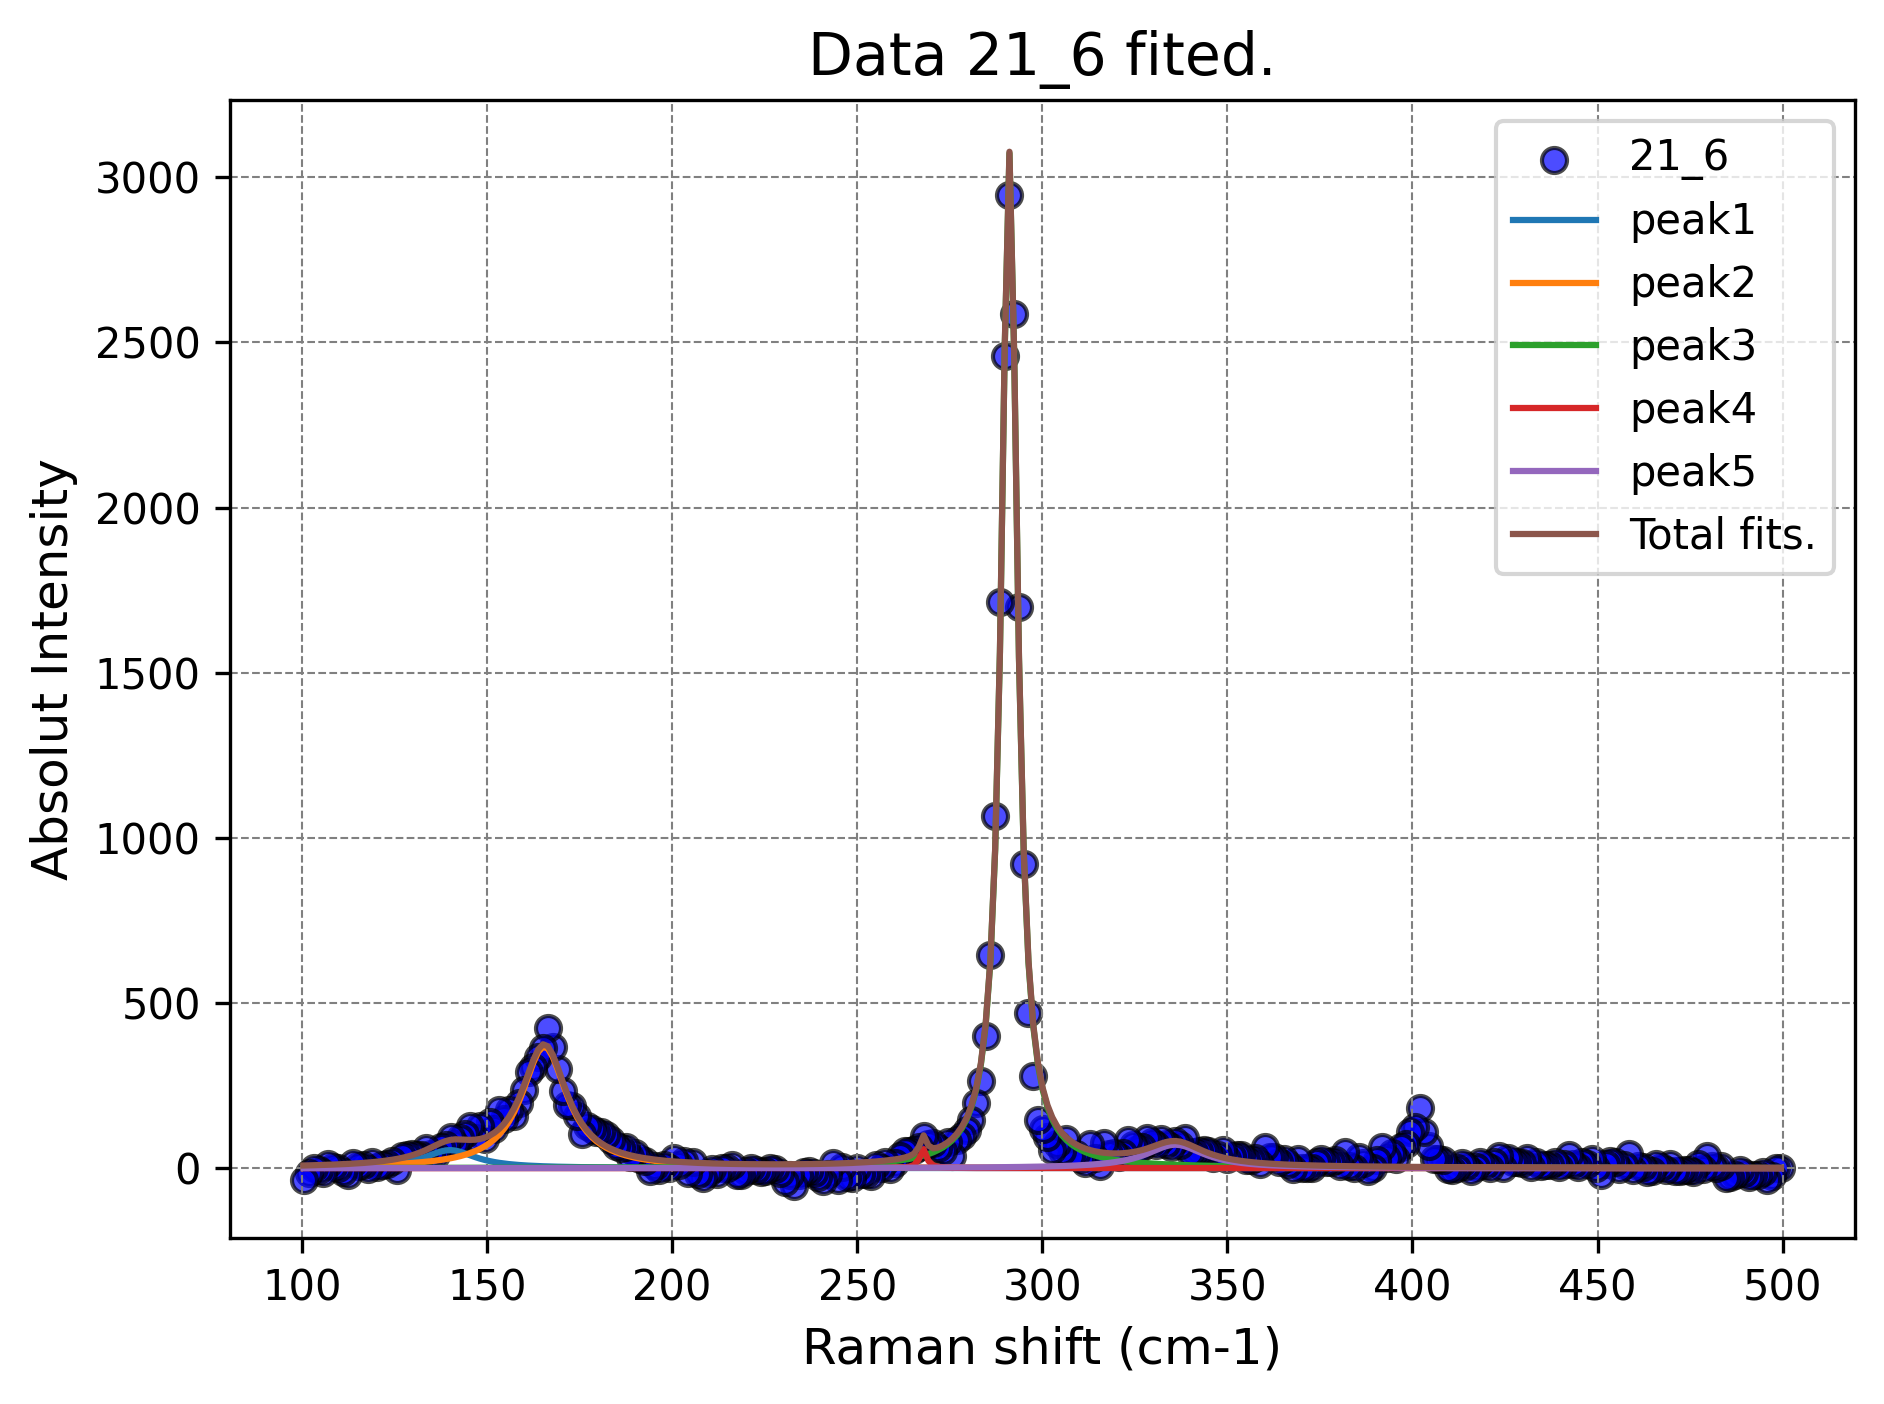 Data 21_6 fited.
21_6
peak1
peak2
peak3
peak4
peak5
Total fits.
Absolut Intensity
3000
2500
2000
1500
1000
500
0
100 150 200 250 300 350 400 450 500
Raman shift (cm-1)